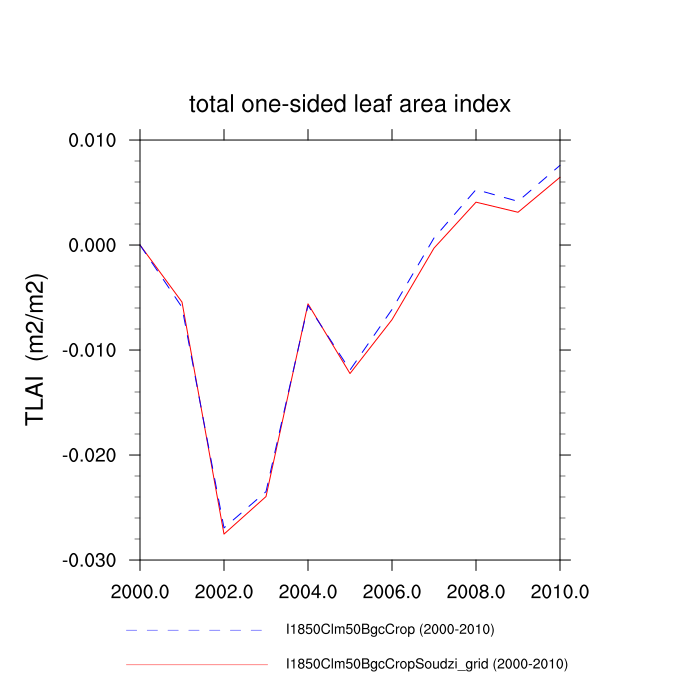 total one-sided leaf area index
0.010
0.000
-0.010
-0.020
-0.030
TLAI (m2/m2)
2000.0 2002.0 2004.0 2006.0 2008.0 2010.0
I1850Clm50BgcCrop (2000-2010)
I1850Clm50BgcCropSoudzi_grid (2000-2010)